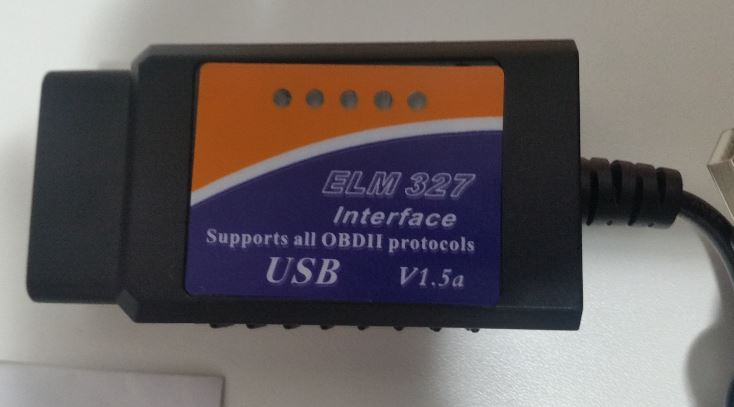 ELM 327
Interface
Supports all OBDII protocols
USB V1.5a